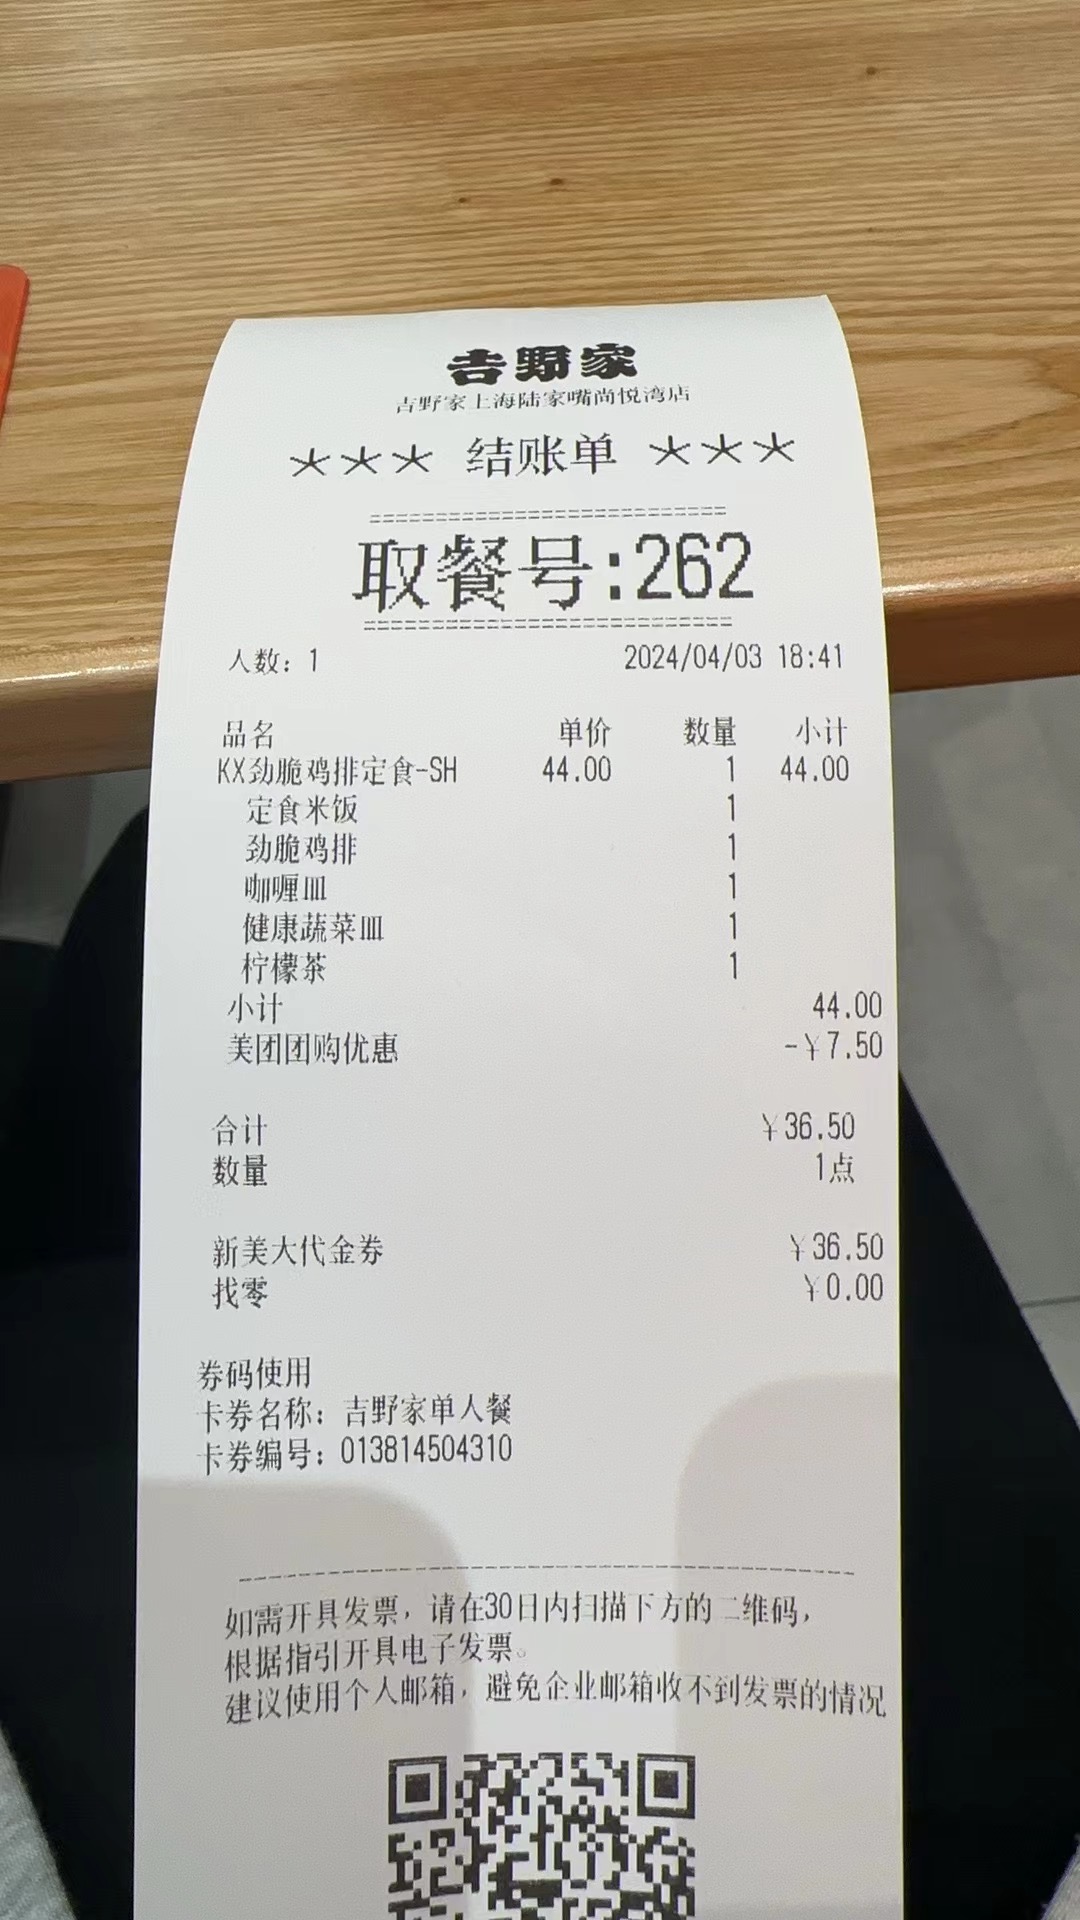 吉野家
吉野家上海陆家嘴尚悦湾店
*** 结账单 ***
========================
取餐号:262
========================
人数: 1 2024/04/03 18:41
品名 单价 数量 小计
KX劲脆鸡排定食-SH 44.00 1 44.00
定食米饭 1
劲脆鸡排 1
咖喱皿 1
健康蔬菜皿 1
柠檬茶 1
小计 44.00
美团团购优惠 -¥7.50
合计 ¥36.50
数量 1点
新美大代金券 ¥36.50
找零 ¥0.00
券码使用
卡券名称: 吉野家单人餐
卡券编号: 013814504310
如需开具发票, 请在30日内扫描下方的二维码,
根据指引开具电子发票。
建议使用个人邮箱, 避免企业邮箱收不到发票的情况